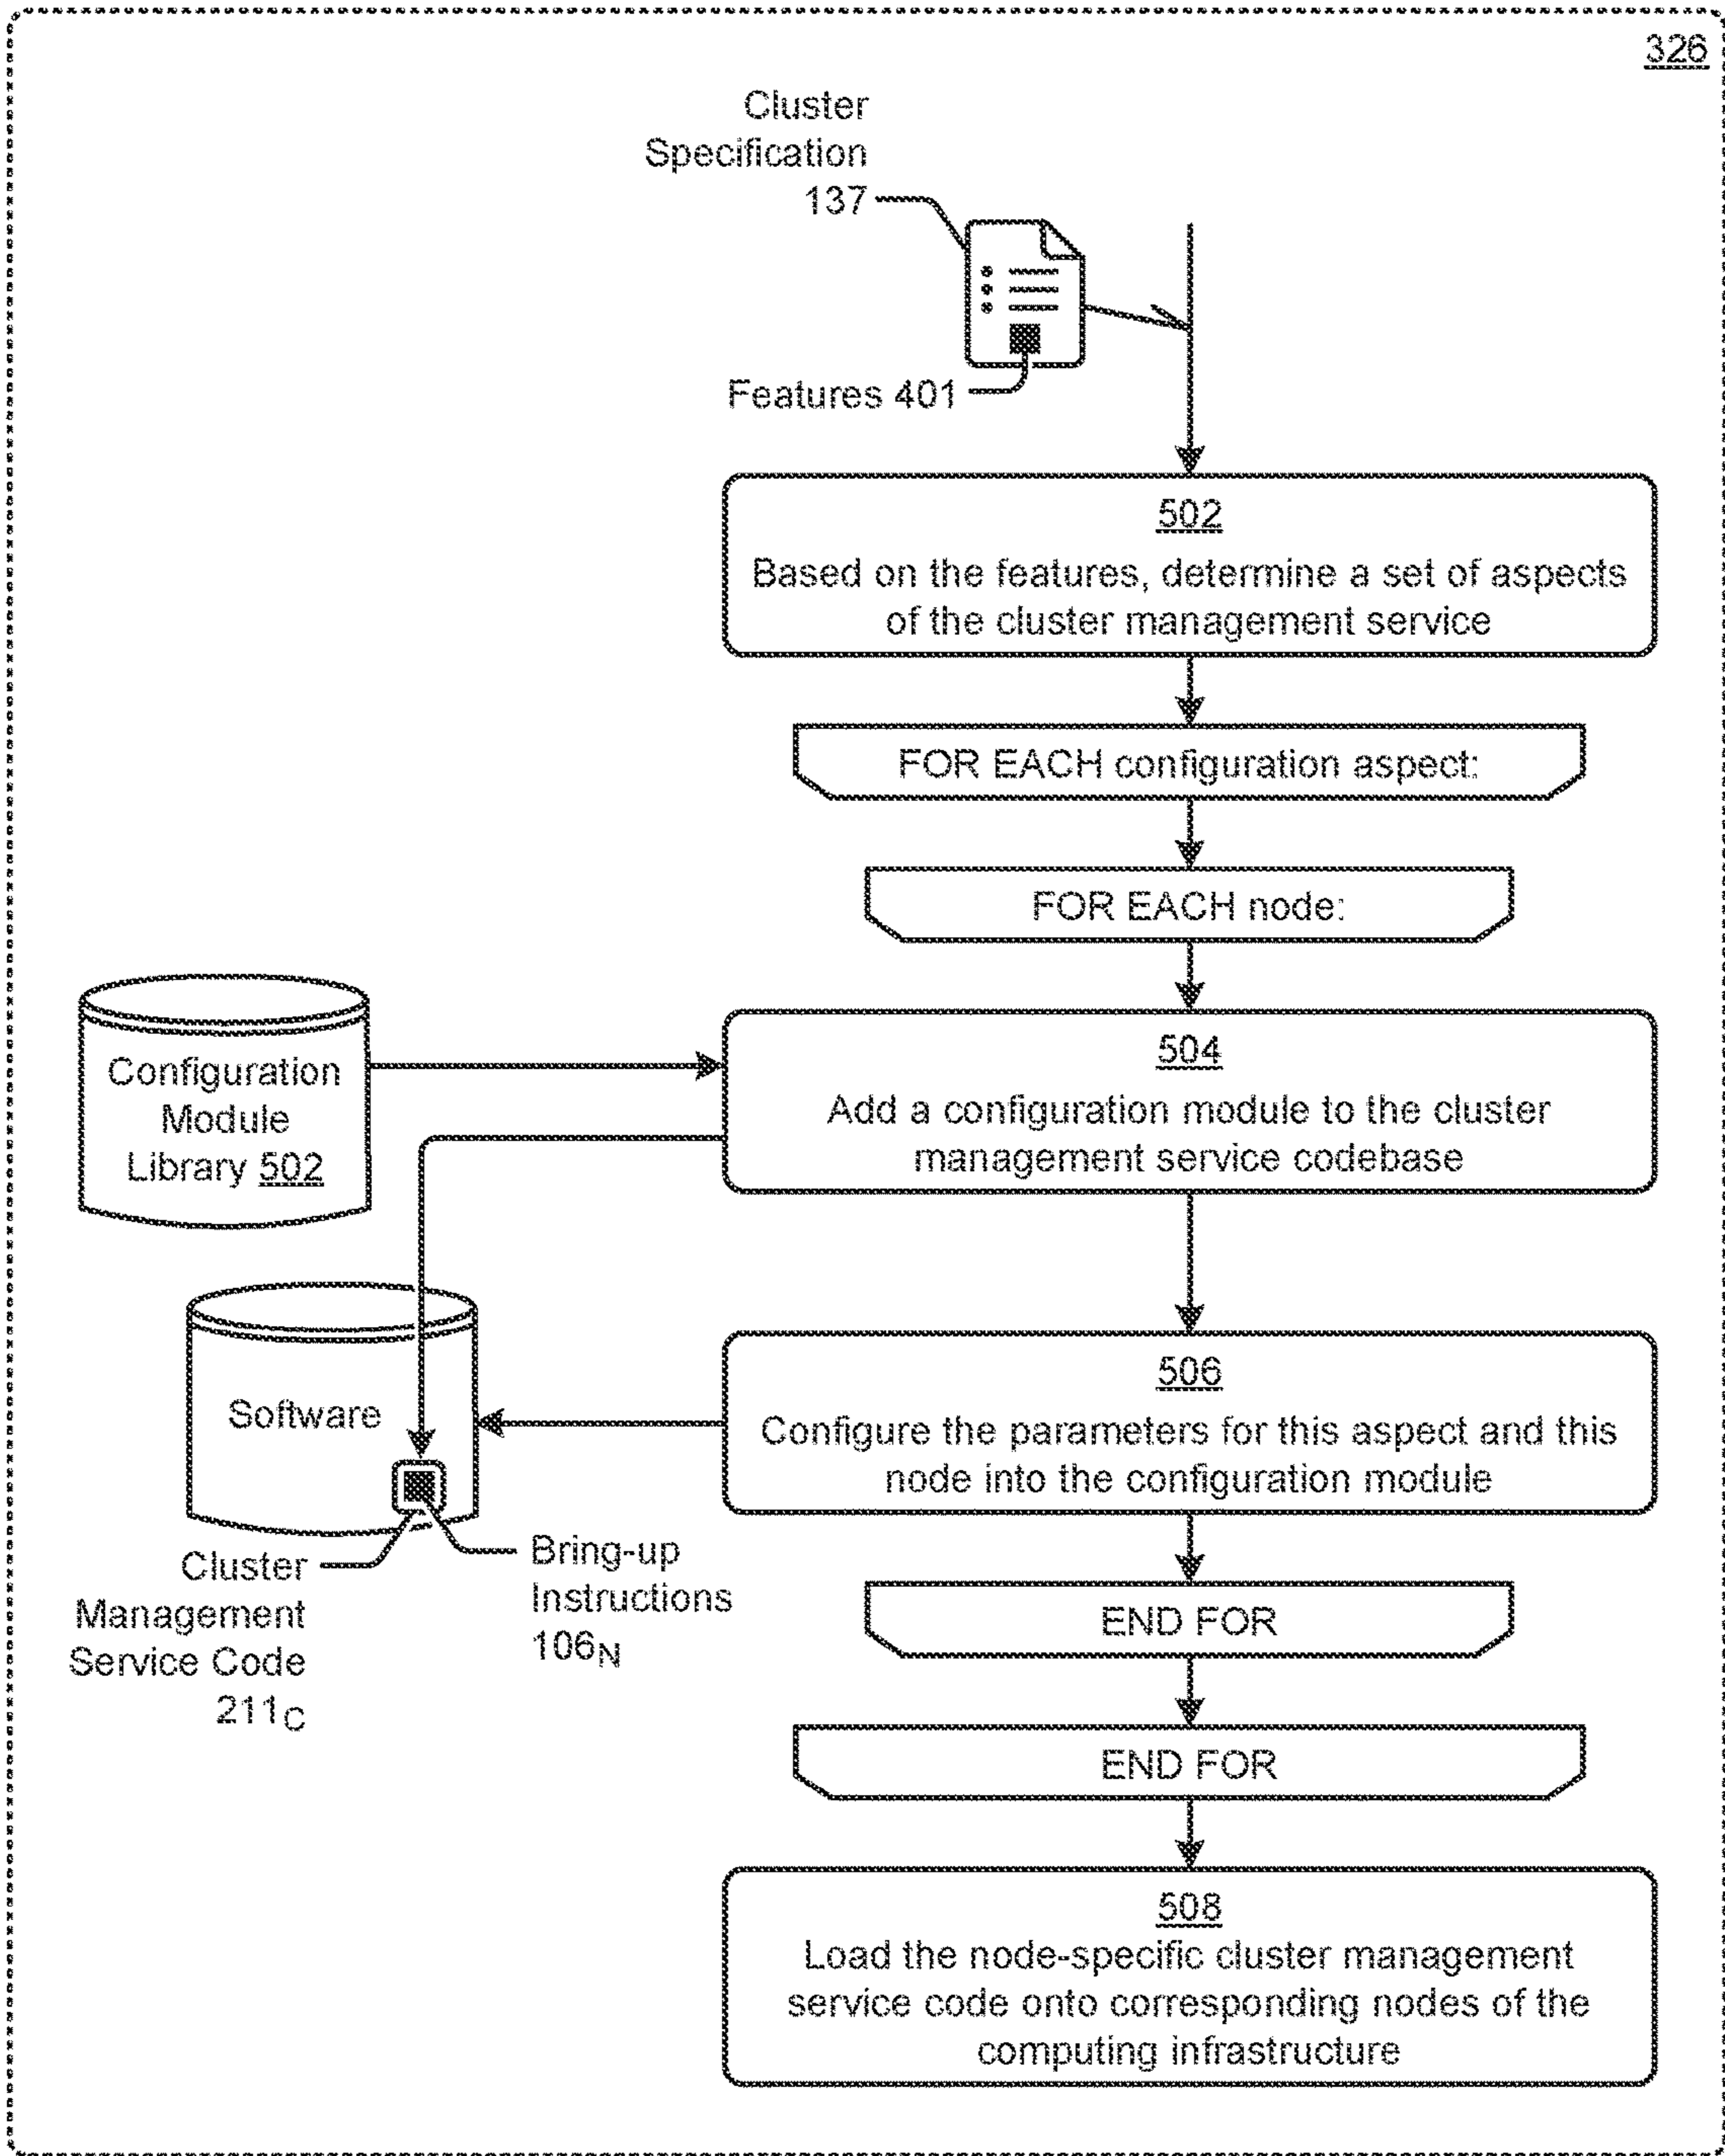 326
Cluster
Specification
137
Features 401
502
Based on the features, determine a set of aspects
of the cluster management service
FOR EACH configuration aspect:
FOR EACH node:
Configuration
Module
Library 502
504
Add a configuration module to the cluster
management service codebase
Software
506
Configure the parameters for this aspect and this
node into the configuration module
Cluster
Management
Service Code
211C
Bring-up
Instructions
106N
END FOR
END FOR
508
Load the node-specific cluster management
service code onto corresponding nodes of the
computing infrastructure